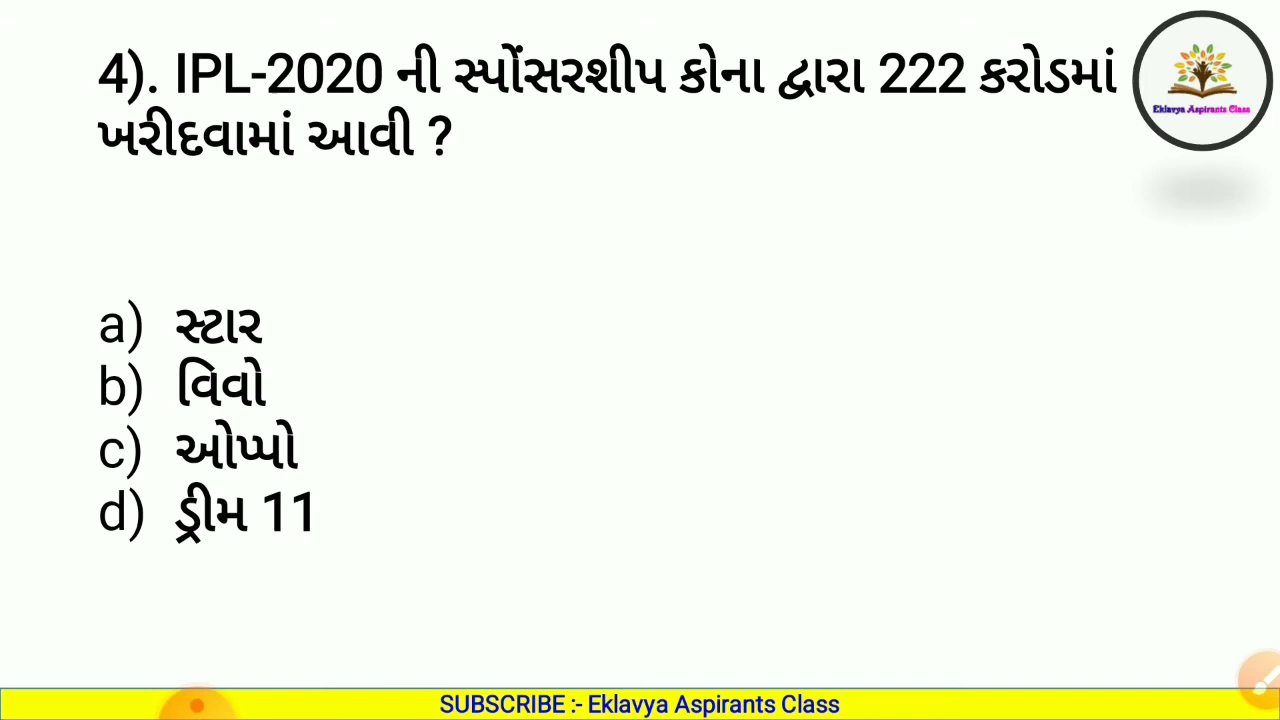 4). IPL-2020 ની સ્પોંસરશીપ કોના દ્વારા 222 કરોડમાં
ખરીદવામાં આવી ?
Eklavya Aspirants Class
a) સ્ટાર
b) વિવો
c) ઓપ્પો
d) ડ્રીમ 11
SUBSCRIBE :- Eklavya Aspirants Class